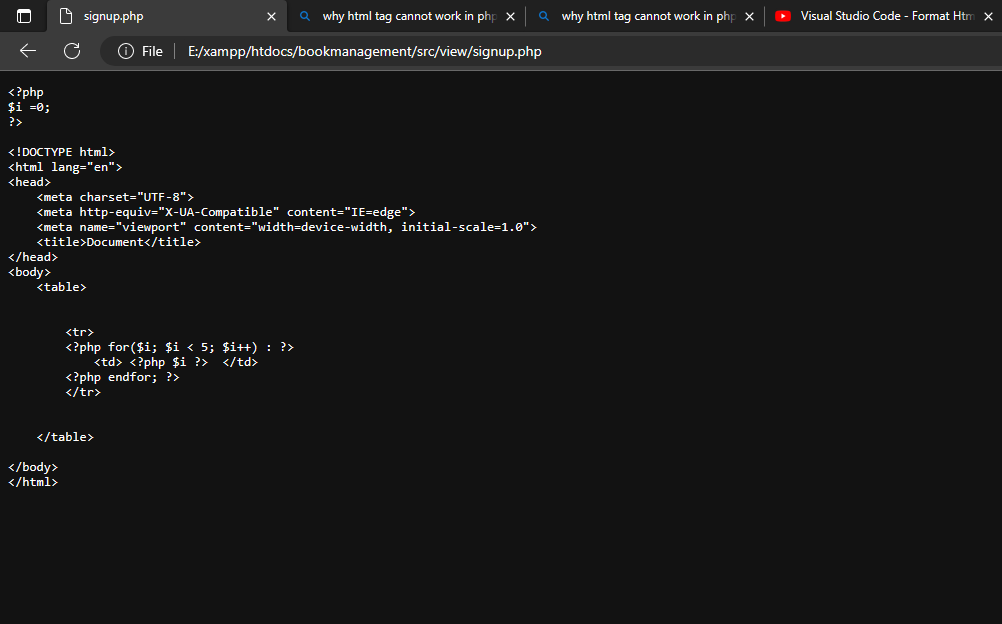 signup.php
why html tag cannot work in php
why html tag cannot work in php
Visual Studio Code - Format Htm
File
E:/xampp/htdocs/bookmanagement/src/view/signup.php
<?php
$i =0;
?>
<!DOCTYPE html>
<html lang="en">
<head>
    <meta charset="UTF-8">
    <meta http-equiv="X-UA-Compatible" content="IE=edge">
    <meta name="viewport" content="width=device-width, initial-scale=1.0">
    <title>Document</title>
</head>
<body>
    <table>
        <tr>
        <?php for($i; $i < 5; $i++) : ?>
            <td> <?php $i ?>  </td>
        <?php endfor; ?>
        </tr>
    </table>
</body>
</html>